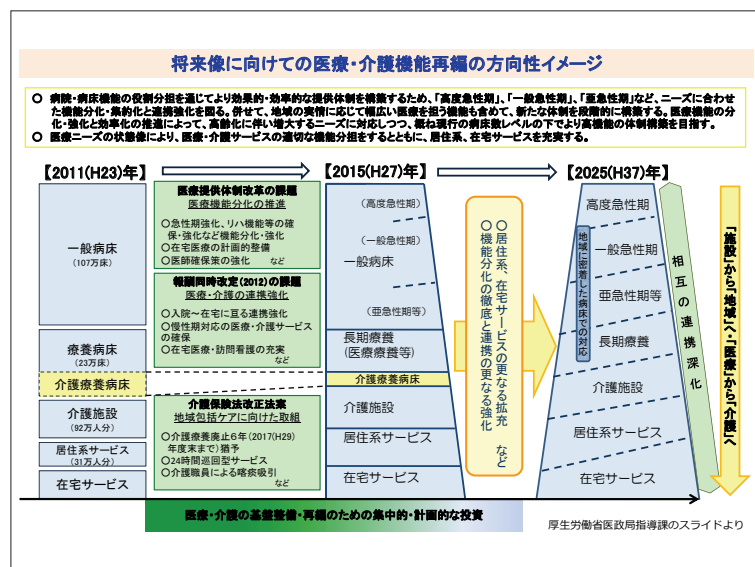 将来像に向けての医療・介護機能再編の方向性イメージ
○ 病院・病床機能の役割分担を通じてより効果的・効率的な提供体制を構築するため、「高度急性期」、「一般急性期」、「亜急性期」など、ニーズに合わせ
た機能分化・集約化と連携強化を図る。併せて、地域の実情に応じて幅広い医療を担う機能も含めて、新たな体制を段階的に構築する。医療機能の分
化・強化と効率化の推進によって、高齢化に伴い増大するニーズに対応しつつ、概ね現行の病床数レベルの下でより高機能の体制構築を目指す。
○ 医療ニーズの状態像により、医療・介護サービスの適切な機能分担をするとともに、居住系、在宅サービスを充実する。
【2011(H23)年】
一般病床
(107万床)
療養病床
(23万床)
介護療養病床
介護施設
(92万人分)
居住系サービス
(31万人分)
在宅サービス
医療提供体制改革の課題
医療機能分化の推進
○急性期強化、リハ機能等の確
保・強化など機能分化・強化
○在宅医療の計画的整備
○医師確保策の強化 など
報酬同時改定(2012)の課題
医療・介護の連携強化
○入院～在宅に亘る連携強化
○慢性期対応の医療・介護サービス
の確保
○在宅医療・訪問看護の充実
など
介護保険法改正法案
地域包括ケアに向けた取組
○介護療養廃止6年(2017(H29)
年度末まで)猶予
○24時間巡回型サービス
○介護職員による喀痰吸引
など
【2015(H27)年】
(高度急性期)
(一般急性期)
一般病床
(亜急性期等)
長期療養
(医療療養等)
介護療養病床
介護施設
居住系サービス
在宅サービス
○居住系、在宅サービスの更なる拡充 など
○機能分化の徹底と連携の更なる強化
【2025(H37)年】
高度急性期
一般急性期
亜急性期等
長期療養
介護施設
居住系サービス
在宅サービス
地域に密着した病床での対応
相互の連携深化
「施設」から「地域」へ・「医療」から「介護」へ
医療・介護の基盤整備・再編のための集中的・計画的な投資
厚生労働省医政局指導課のスライドより